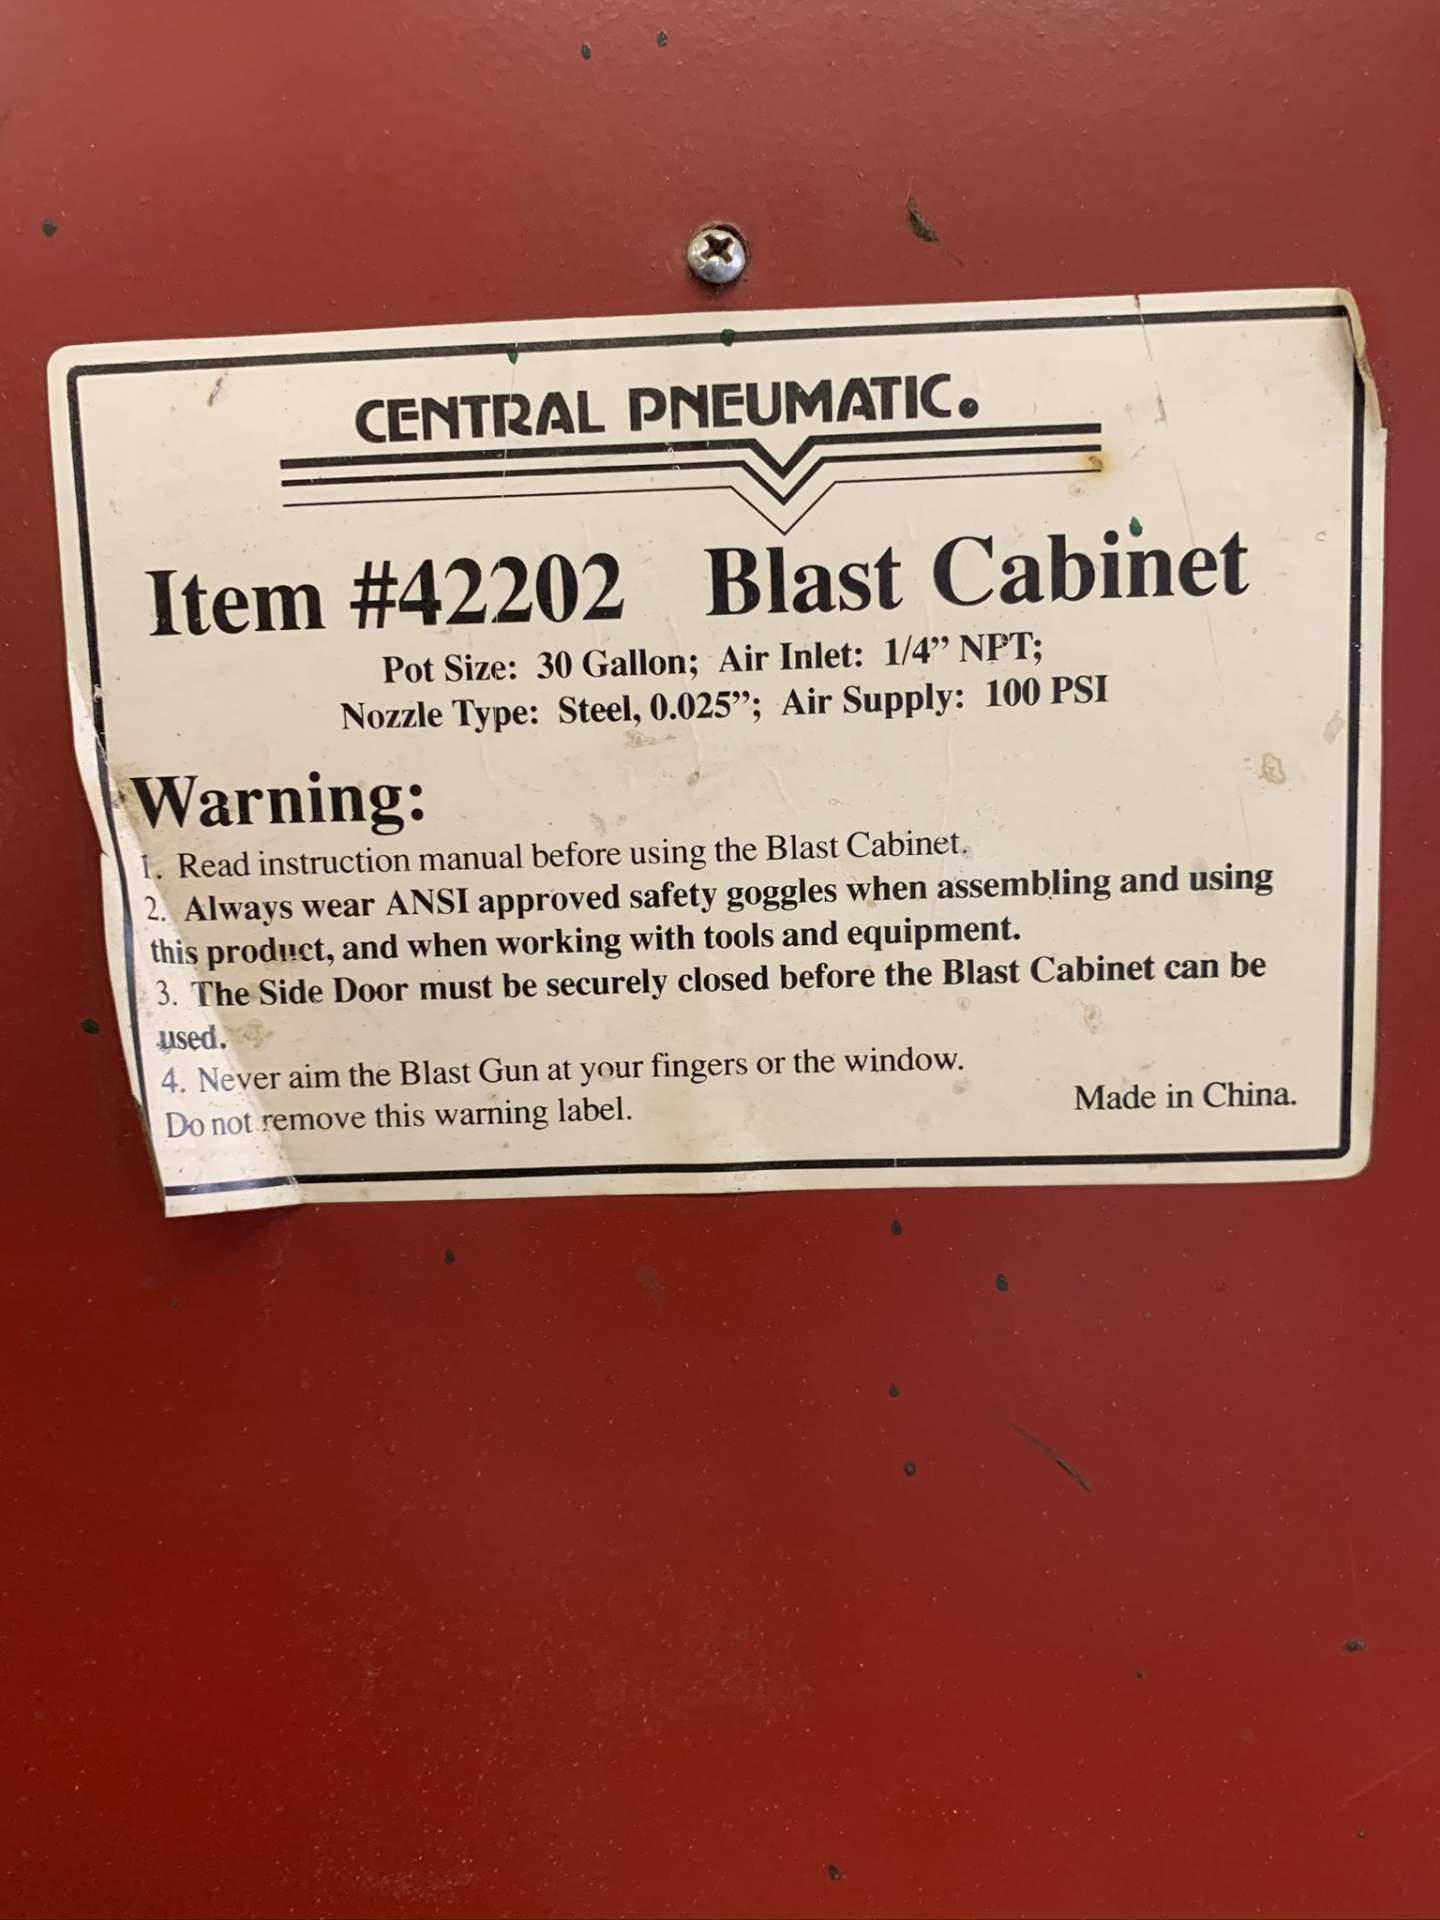 CENTRAL PNEUMATIC.
Item #42202 Blast Cabinet
Pot Size: 30 Gallon; Air Inlet: 1/4” NPT;
Nozzle Type: Steel, 0.025”; Air Supply: 100 PSI
Warning:
1. Read instruction manual before using the Blast Cabinet.
2. Always wear ANSI approved safety goggles when assembling and using
this product, and when working with tools and equipment.
3. The Side Door must be securely closed before the Blast Cabinet can be
used.
4. Never aim the Blast Gun at your fingers or the window.
Do not remove this warning label.
Made in China.